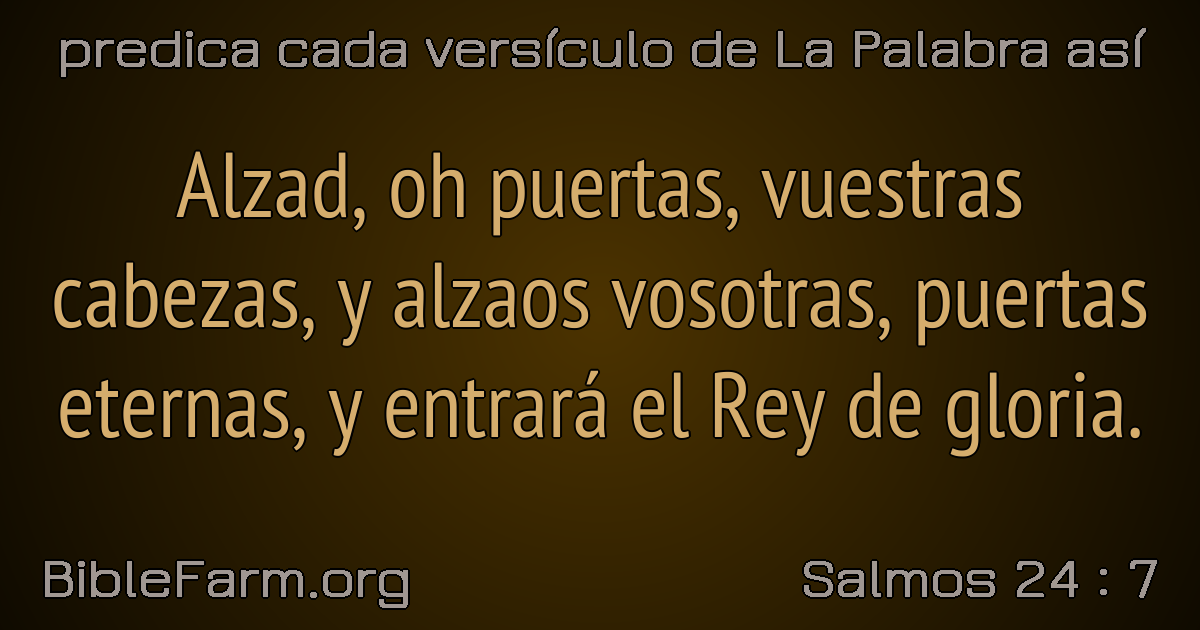 predica cada versículo de La Palabra así
Alzad, oh puertas, vuestras
cabezas, y alzaos vosotras, puertas
eternas, y entrará el Rey de gloria.
BibleFarm.org
Salmos 24 : 7